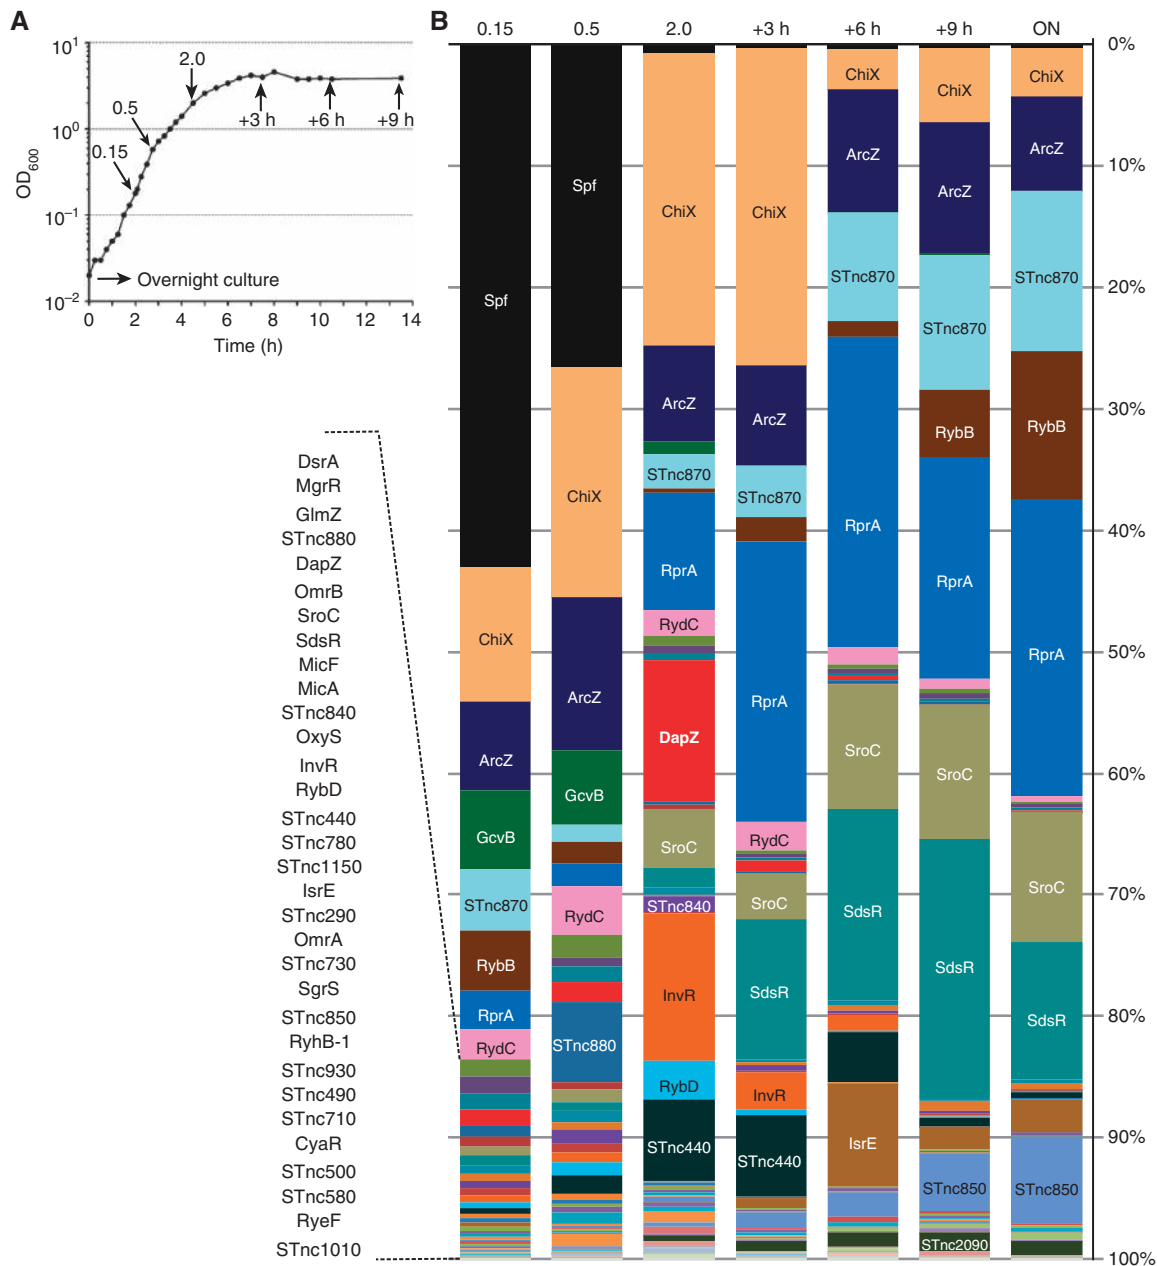 A
B
0.15 0.5 2.0 +3 h +6 h +9 h ON
10¹
10⁰
10⁻¹
10⁻²
OD₆₀₀
0.15
0.5
2.0
+3 h
+6 h
+9 h
Overnight culture
0 2 4 6 8 10 12 14
Time (h)
DsrA
MgrR
GlmZ
STnc880
DapZ
OmrB
SroC
SdsR
MicF
MicA
STnc840
OxyS
InvR
RybD
STnc440
STnc780
STnc1150
IsrE
STnc290
OmrA
STnc730
SgrS
STnc850
RyhB-1
STnc930
STnc490
STnc710
CyaR
STnc500
STnc580
RyeF
STnc1010
Spf
ChiX
ArcZ
GcvB
STnc870
RybB
RprA
RydC
Spf
ChiX
ArcZ
GcvB
RydC
STnc880
ChiX
ArcZ
STnc870
RprA
RydC
DapZ
SroC
STnc840
InvR
RybD
STnc440
ChiX
ArcZ
STnc870
RprA
RydC
SroC
SdsR
InvR
STnc440
ChiX
ArcZ
STnc870
RprA
SroC
SdsR
IsrE
ChiX
ArcZ
STnc870
RybB
RprA
SroC
SdsR
STnc850
STnc2090
ChiX
ArcZ
STnc870
RybB
RprA
SroC
SdsR
STnc850
0%
10%
20%
30%
40%
50%
60%
70%
80%
90%
100%